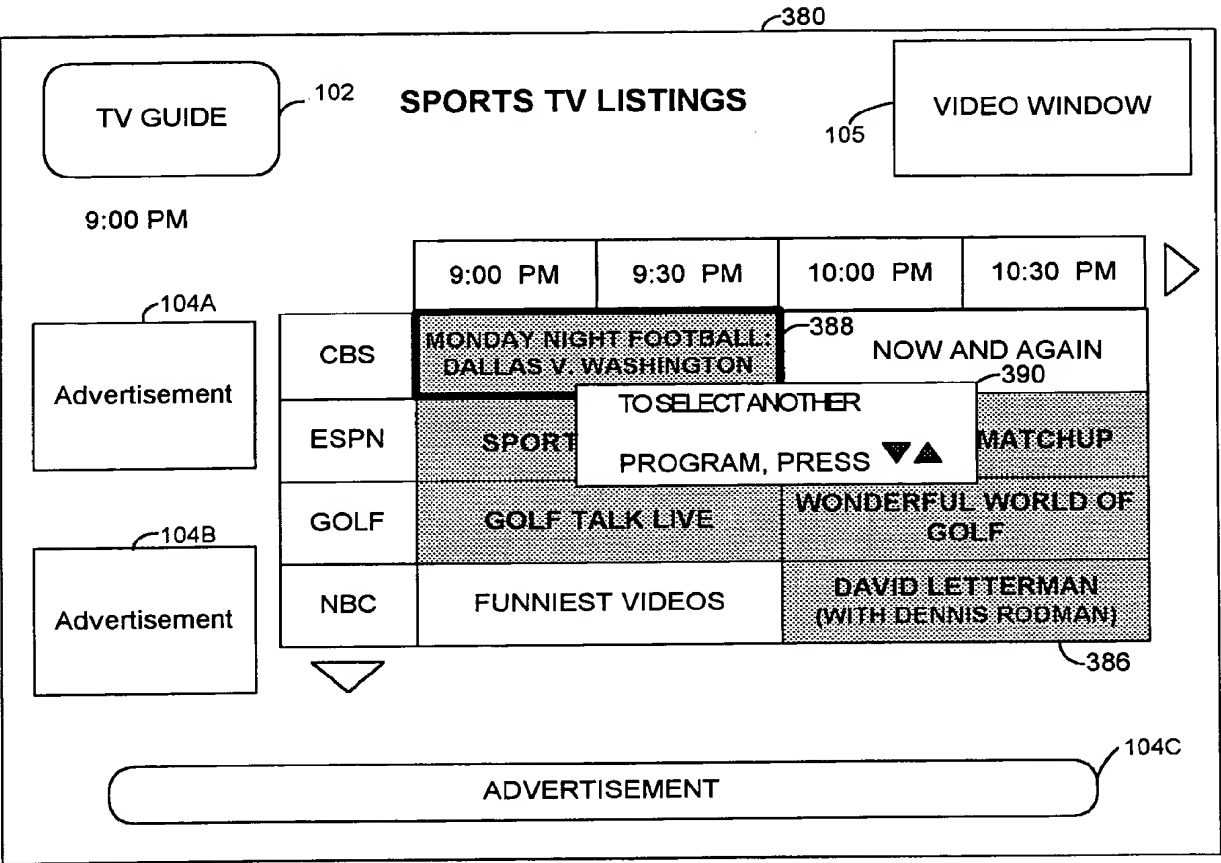 380
TV GUIDE
102
SPORTS TV LISTINGS
105
VIDEO WINDOW
9:00 PM
9:00 PM 9:30 PM 10:00 PM 10:30 PM
104A
Advertisement
CBS
MONDAY NIGHT FOOTBALL:
DALLAS V. WASHINGTON
388
NOW AND AGAIN
390
TO SELECT ANOTHER
PROGRAM, PRESS ▼▲
ESPN
SPORT
MATCHUP
GOLF
GOLF TALK LIVE
WONDERFUL WORLD OF
GOLF
104B
Advertisement
NBC
FUNNIEST VIDEOS
DAVID LETTERMAN
(WITH DENNIS RODMAN)
386
104C
ADVERTISEMENT